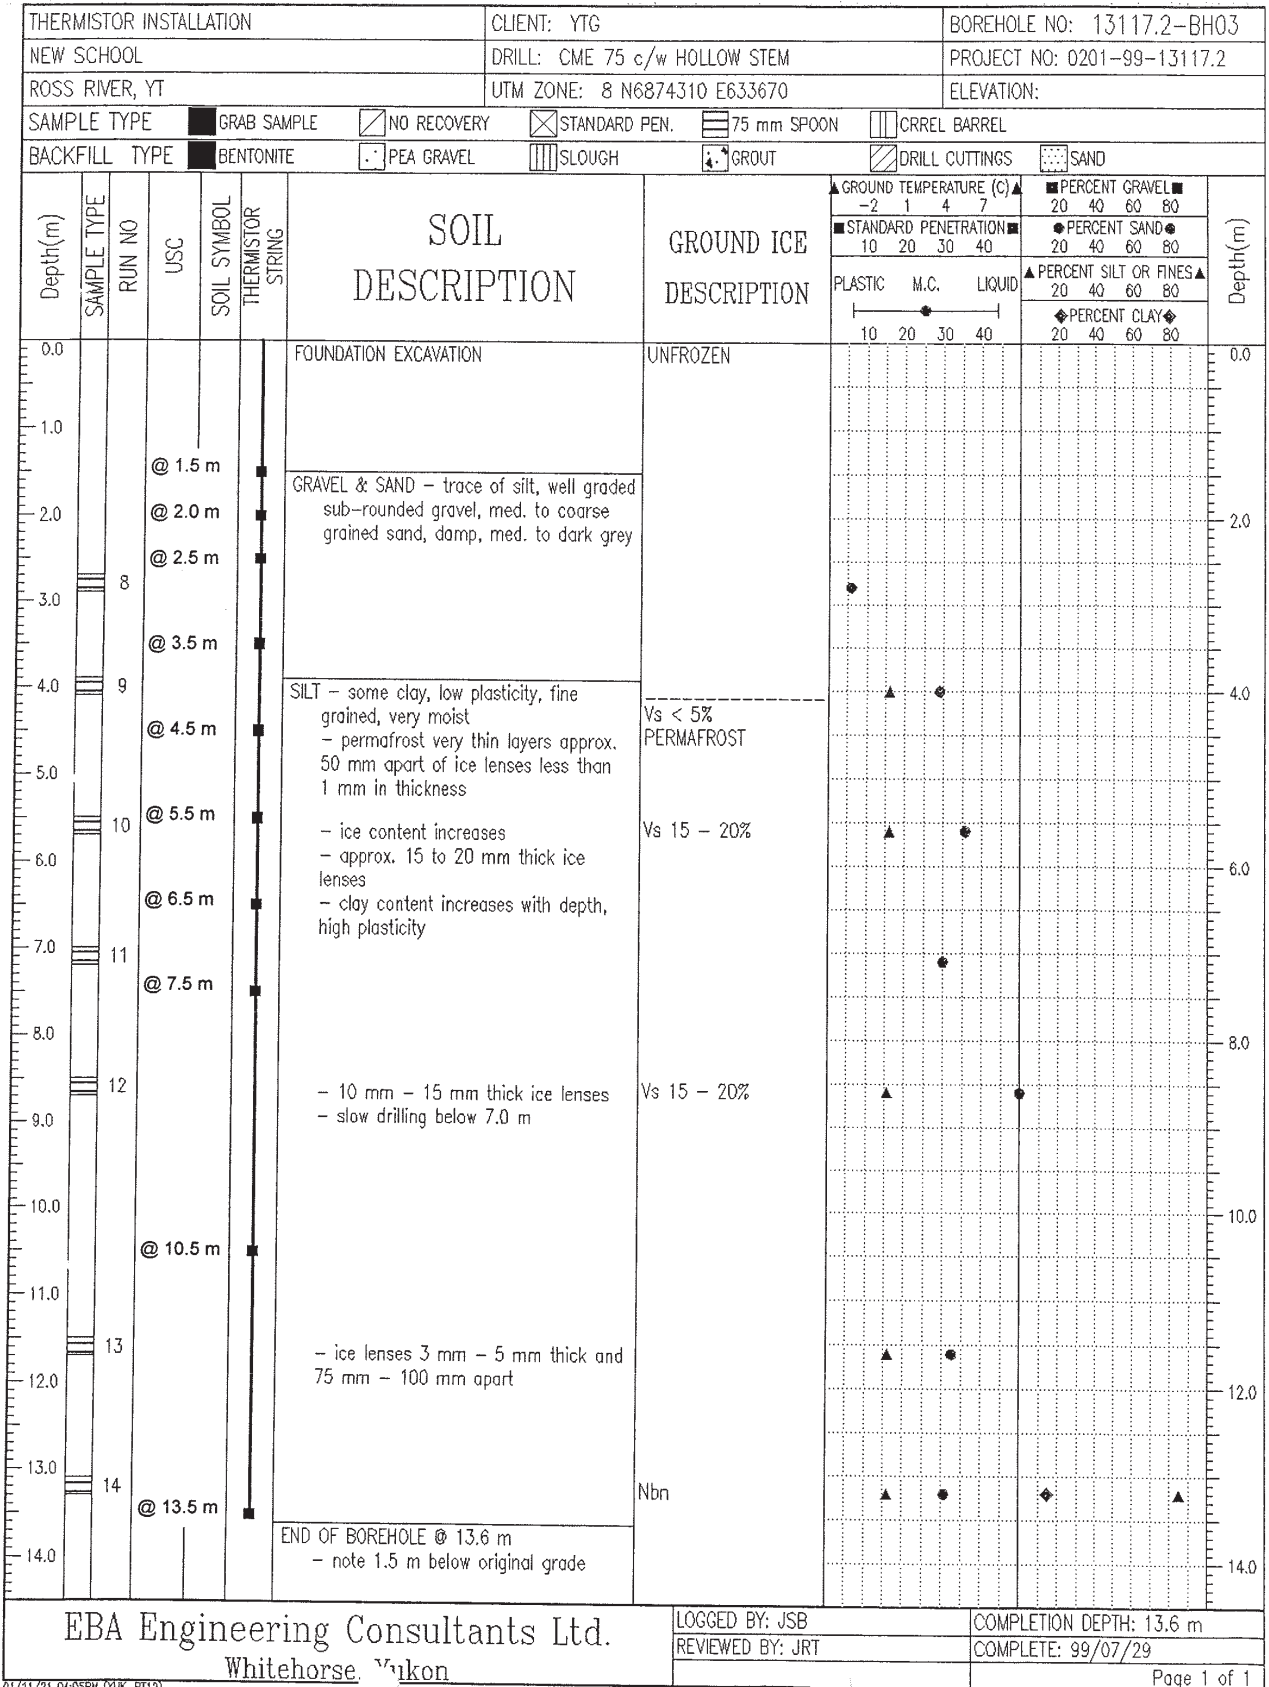 THERMISTOR INSTALLATION
CLIENT: YTG
BOREHOLE NO: 13117.2-BH03
NEW SCHOOL
DRILL: CME 75 c/w HOLLOW STEM
PROJECT NO: 0201-99-13117.2
ROSS RIVER, YT
UTM ZONE: 8 N6874310 E633670
ELEVATION:
SAMPLE TYPE GRAB SAMPLE NO RECOVERY STANDARD PEN. 75 mm SPOON CRREL BARREL
BACKFILL TYPE BENTONITE PEA GRAVEL SLOUGH GROUT DRILL CUTTINGS SAND
Depth(m)
SAMPLE TYPE
RUN NO
USC
SOIL SYMBOL
THERMISTOR
STRING
SOIL
DESCRIPTION
GROUND ICE
DESCRIPTION
▲GROUND TEMPERATURE (C)▲
-2 1 4 7
■STANDARD PENETRATION■
10 20 30 40
PLASTIC M.C. LIQUID
10 20 30 40
■PERCENT GRAVEL■
20 40 60 80
●PERCENT SAND●
20 40 60 80
▲PERCENT SILT OR FINES▲
20 40 60 80
◆PERCENT CLAY◆
20 40 60 80
Depth(m)
0.0
FOUNDATION EXCAVATION
UNFROZEN
0.0
1.0
@ 1.5 m
GRAVEL & SAND – trace of silt, well graded
sub-rounded gravel, med. to coarse
grained sand, damp, med. to dark grey
2.0
@ 2.0 m
2.0
@ 2.5 m
8
3.0
@ 3.5 m
4.0
9
SILT – some clay, low plasticity, fine
grained, very moist
– permafrost very thin layers approx.
50 mm apart of ice lenses less than
1 mm in thickness
4.0
@ 4.5 m
Vs < 5%
PERMAFROST
5.0
@ 5.5 m
10
– ice content increases
– approx. 15 to 20 mm thick ice
lenses
– clay content increases with depth,
high plasticity
Vs 15 – 20%
6.0
6.0
@ 6.5 m
7.0
11
@ 7.5 m
8.0
8.0
12
– 10 mm – 15 mm thick ice lenses
– slow drilling below 7.0 m
Vs 15 – 20%
9.0
10.0
10.0
@ 10.5 m
11.0
13
– ice lenses 3 mm – 5 mm thick and
75 mm – 100 mm apart
12.0
12.0
13.0
14
Nbn
@ 13.5 m
END OF BOREHOLE @ 13.6 m
– note 1.5 m below original grade
14.0
14.0
EBA Engineering Consultants Ltd.
Whitehorse, Yukon
LOGGED BY: JSB
COMPLETION DEPTH: 13.6 m
REVIEWED BY: JRT
COMPLETE: 99/07/29
Page 1 of 1